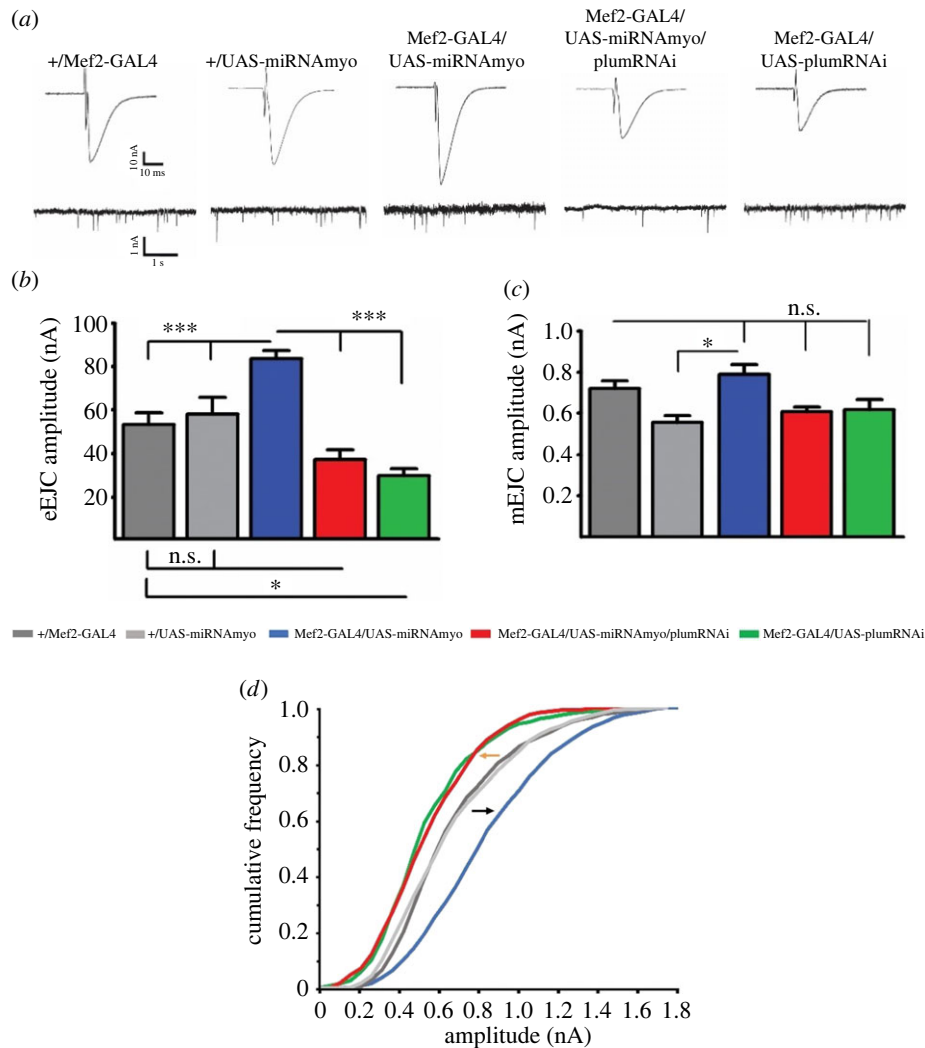 (a)
+/Mef2-GAL4
+/UAS-miRNAmyo
Mef2-GAL4/
UAS-miRNAmyo
Mef2-GAL4/
UAS-miRNAmyo/
plumRNAi
Mef2-GAL4/
UAS-plumRNAi
10 nA
10 ms
1 nA
1 s
(b)
eEJC amplitude (nA)
100
80
60
40
20
***
***
n.s.
*
(c)
mEJC amplitude (nA)
1.0
0.8
0.6
0.4
0.2
n.s.
*
+/Mef2-GAL4 +/UAS-miRNAmyo Mef2-GAL4/UAS-miRNAmyo Mef2-GAL4/UAS-miRNAmyo/plumRNAi Mef2-GAL4/UAS-plumRNAi
(d)
cumulative frequency
1.0
0.8
0.6
0.4
0.2
0
0 0.2 0.4 0.6 0.8 1.0 1.2 1.4 1.6 1.8
amplitude (nA)